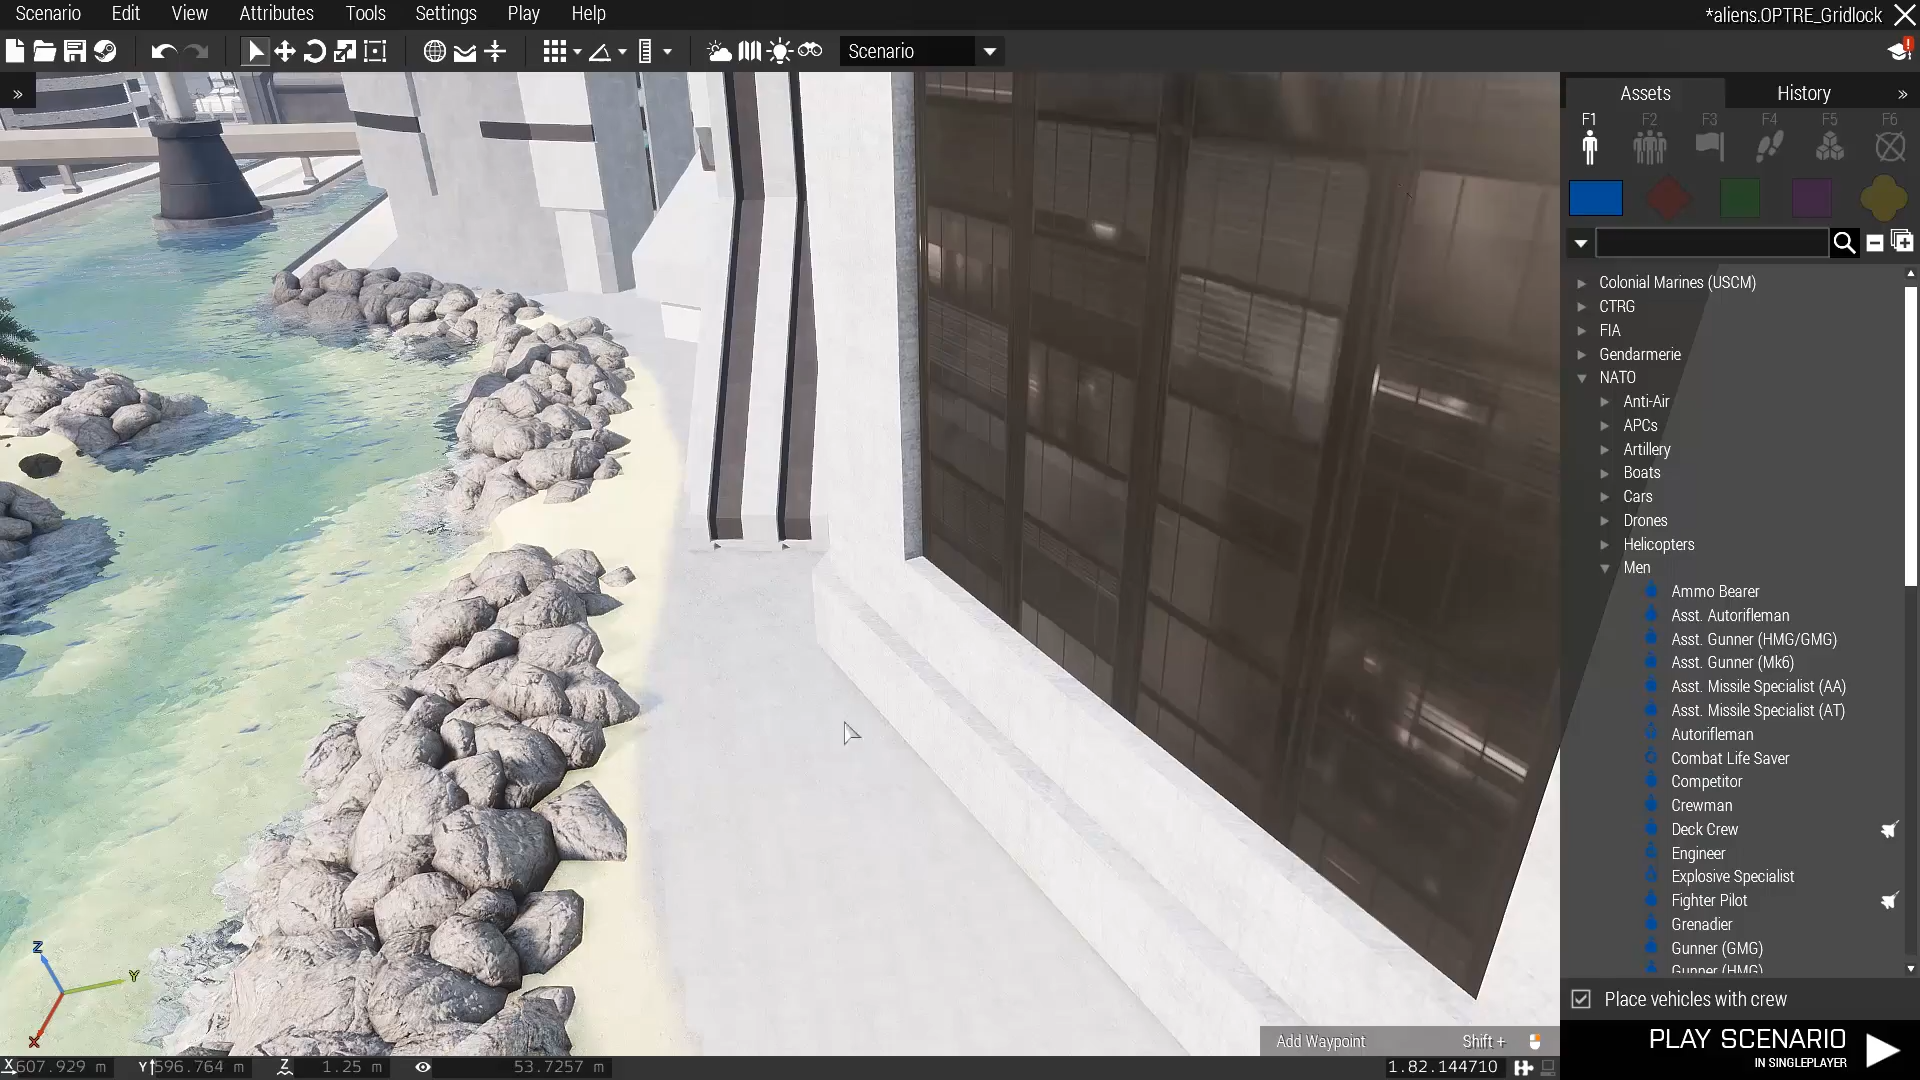 Scenario Edit View Attributes Tools Settings Play Help *aliens.OPTRE_Gridlock
Scenario
Assets History
F1 F2 F3 F4 F5 F6
Colonial Marines (USCM)
CTRG
FIA
Gendarmerie
NATO
Anti-Air
APCs
Artillery
Boats
Cars
Drones
Helicopters
Men
Ammo Bearer
Asst. Autorifleman
Asst. Gunner (HMG/GMG)
Asst. Gunner (Mk6)
Asst. Missile Specialist (AA)
Asst. Missile Specialist (AT)
Autorifleman
Combat Life Saver
Competitor
Crewman
Deck Crew
Engineer
Explosive Specialist
Fighter Pilot
Grenadier
Gunner (GMG)
Gunner (HMG)
Place vehicles with crew
Z
Y
X
Add Waypoint Shift +
PLAY SCENARIO
IN SINGLEPLAYER
X 607.929 m Y 596.764 m Z 1.25 m 53.7257 m 1.82.144710